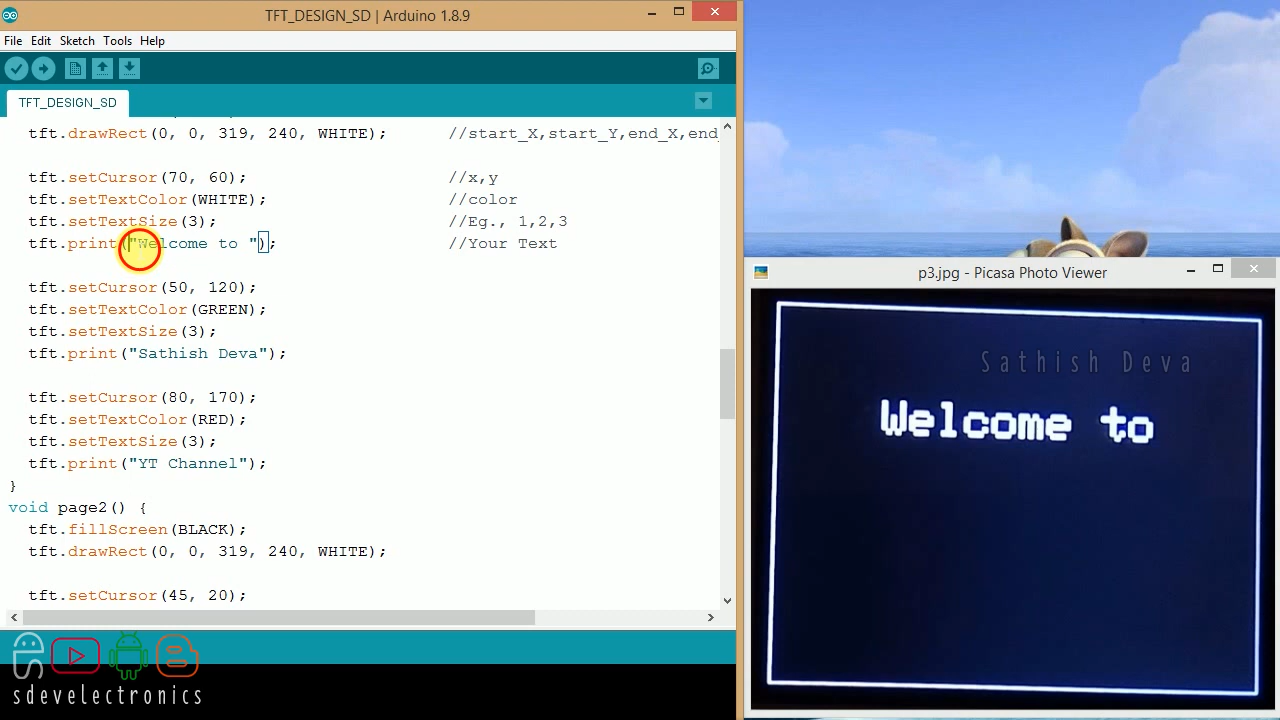 TFT_DESIGN_SD | Arduino 1.8.9
File Edit Sketch Tools Help
TFT_DESIGN_SD
tft.drawRect(0, 0, 319, 240, WHITE); //start_X,start_Y,end_X,end_
tft.setCursor(70, 60); //x,y
tft.setTextColor(WHITE); //color
tft.setTextSize(3); //Eg., 1,2,3
tft.print("Welcome to "); //Your Text
tft.setCursor(50, 120);
tft.setTextColor(GREEN);
tft.setTextSize(3);
tft.print("Sathish Deva");
tft.setCursor(80, 170);
tft.setTextColor(RED);
tft.setTextSize(3);
tft.print("YT Channel");
}
void page2() {
tft.fillScreen(BLACK);
tft.drawRect(0, 0, 319, 240, WHITE);
tft.setCursor(45, 20);
sdevelectronics
p3.jpg - Picasa Photo Viewer
Sathish Deva
Welcome to